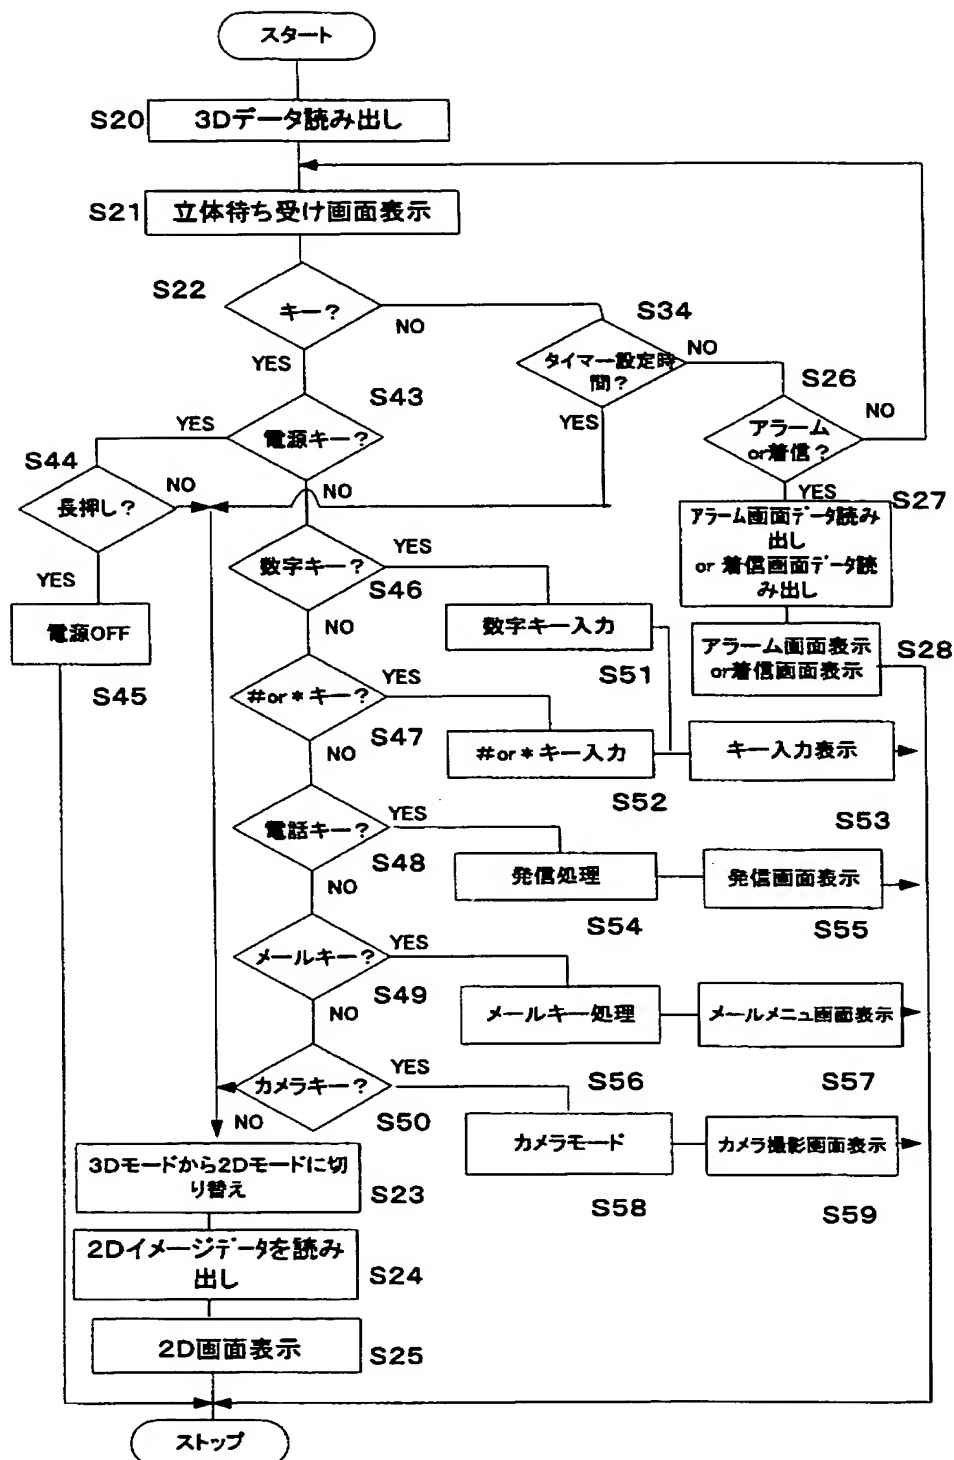 スタート
S20
3Dデータ読み出し
S21
立体待ち受け画面表示
S22
キー?
NO
YES
S34
タイマー設定時
間?
NO
YES
S26
アラーム
or着信?
NO
YES
S43
電源キー?
YES
NO
S44
長押し?
NO
YES
S27
アラーム画面データ読み
出し
or 着信画面データ読
み出し
数字キー?
YES
S46
NO
電源OFF
S45
数字キー入力
S51
アラーム画面表示
or着信画面表示
S28
#or*キー?
YES
S47
NO
#or*キー入力
S52
キー入力表示
S53
電話キー?
YES
S48
NO
発信処理
S54
発信画面表示
S55
メールキー?
YES
S49
NO
メールキー処理
S56
メールメニュ画面表示
S57
カメラキー?
YES
S50
NO
カメラモード
S58
カメラ撮影画面表示
S59
3Dモードから2Dモードに切
り替え
S23
2Dイメージデータを読み
出し
S24
2D画面表示
S25
ストップ